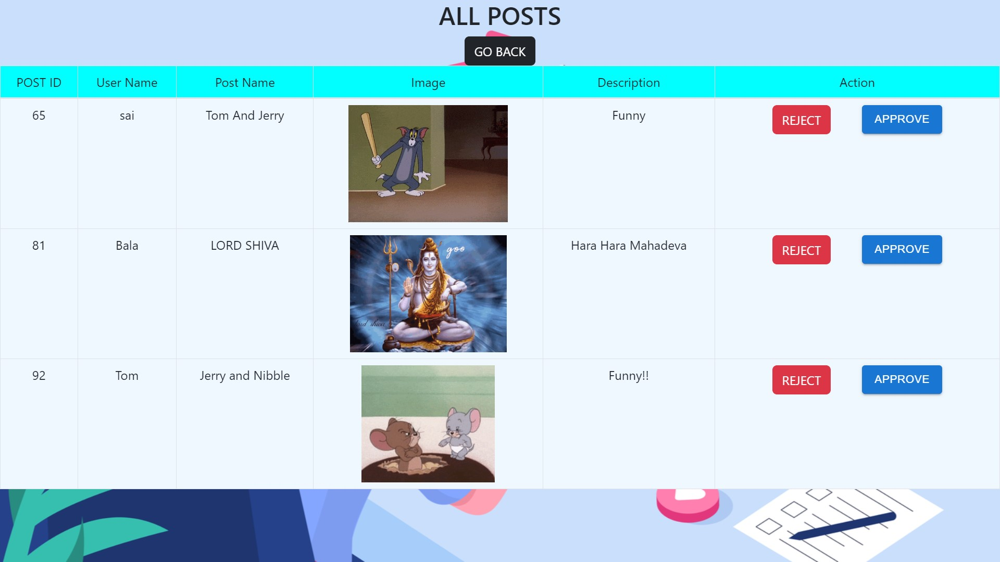 ALL POSTS
GO BACK
POST ID User Name Post Name Image Description Action
65 sai Tom And Jerry Funny REJECT APPROVE
81 Bala LORD SHIVA goo Hara Hara Mahadeva REJECT APPROVE
lord shiva
92 Tom Jerry and Nibble Funny!! REJECT APPROVE